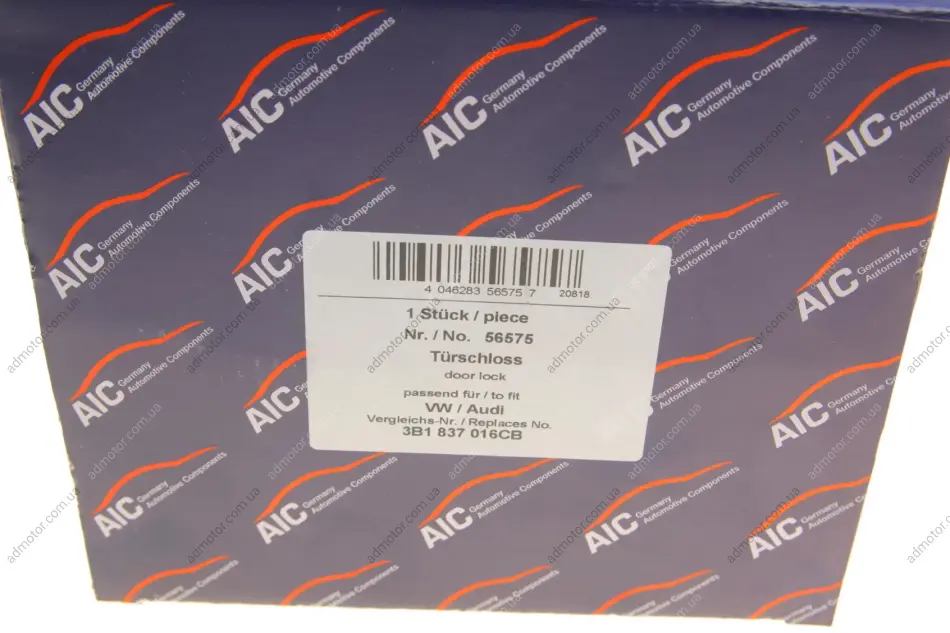 AIC Germany
Automotive Components
4 046283 56575 7 20818
1 Stück / piece
Nr. / No. 56575
Türschloss
door lock
passend für / to fit
VW / Audi
Vergleichs-Nr. / Replaces No.
3B1 837 016CB
admotor.com.ua